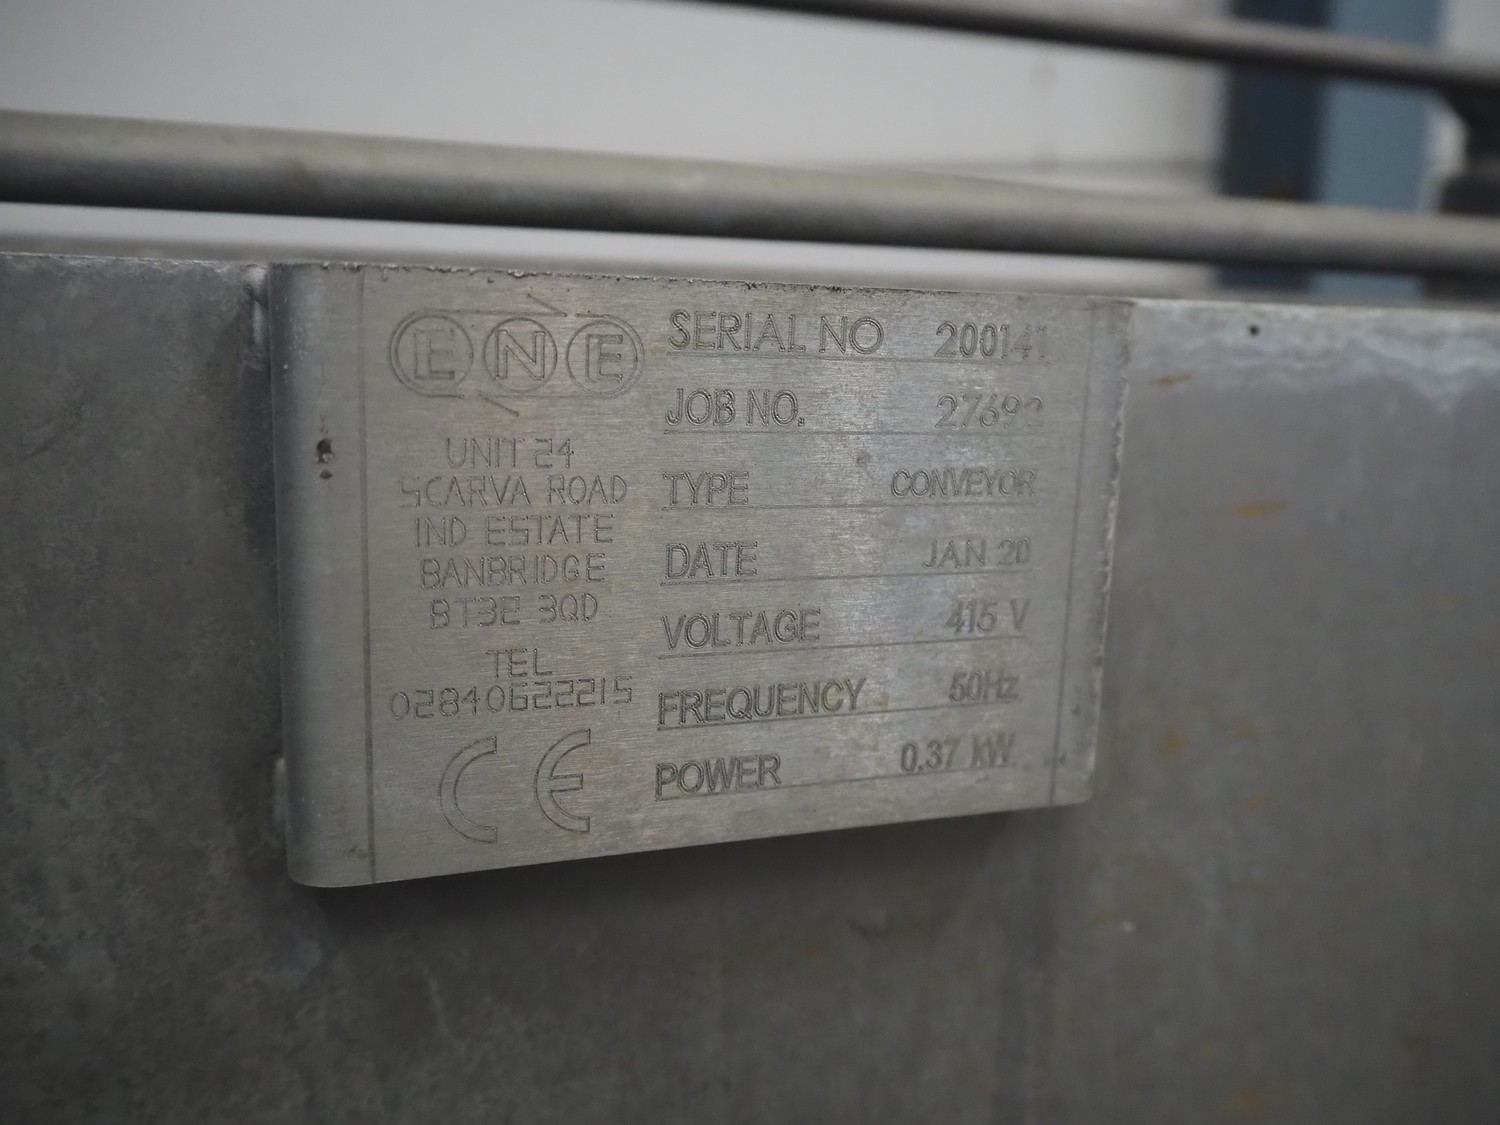 ENE
UNIT 24
SCARVA ROAD
IND ESTATE
BANBRIDGE
BT32 3QD
TEL
02840622215
CE
SERIAL NO 200141
JOB NO.
TYPE CONVEYOR
DATE JAN 20
VOLTAGE 415 V
FREQUENCY 50Hz
POWER 0.37 kW.